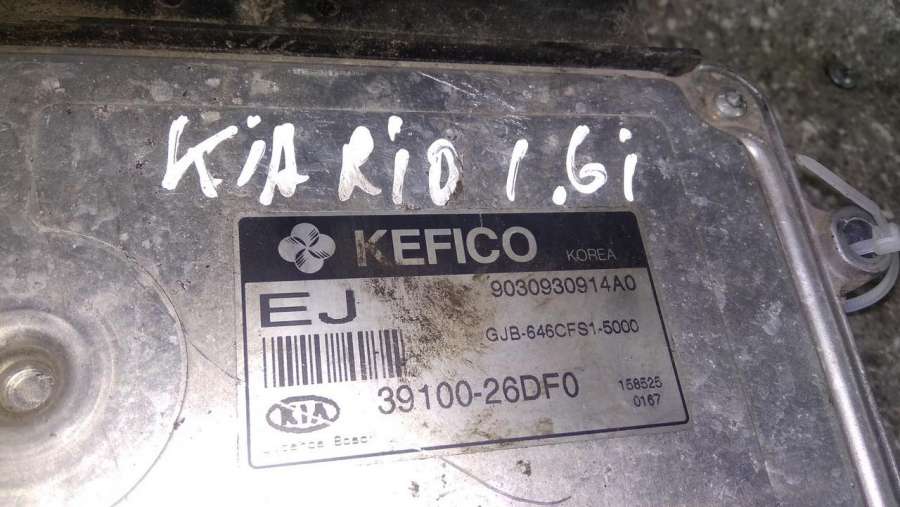 KiA RiO 1.6i
KEFICO KOREA
EJ 9030930914A0
GJB-646CFS1-5000
39100-26DF0 158525
KIA 0167